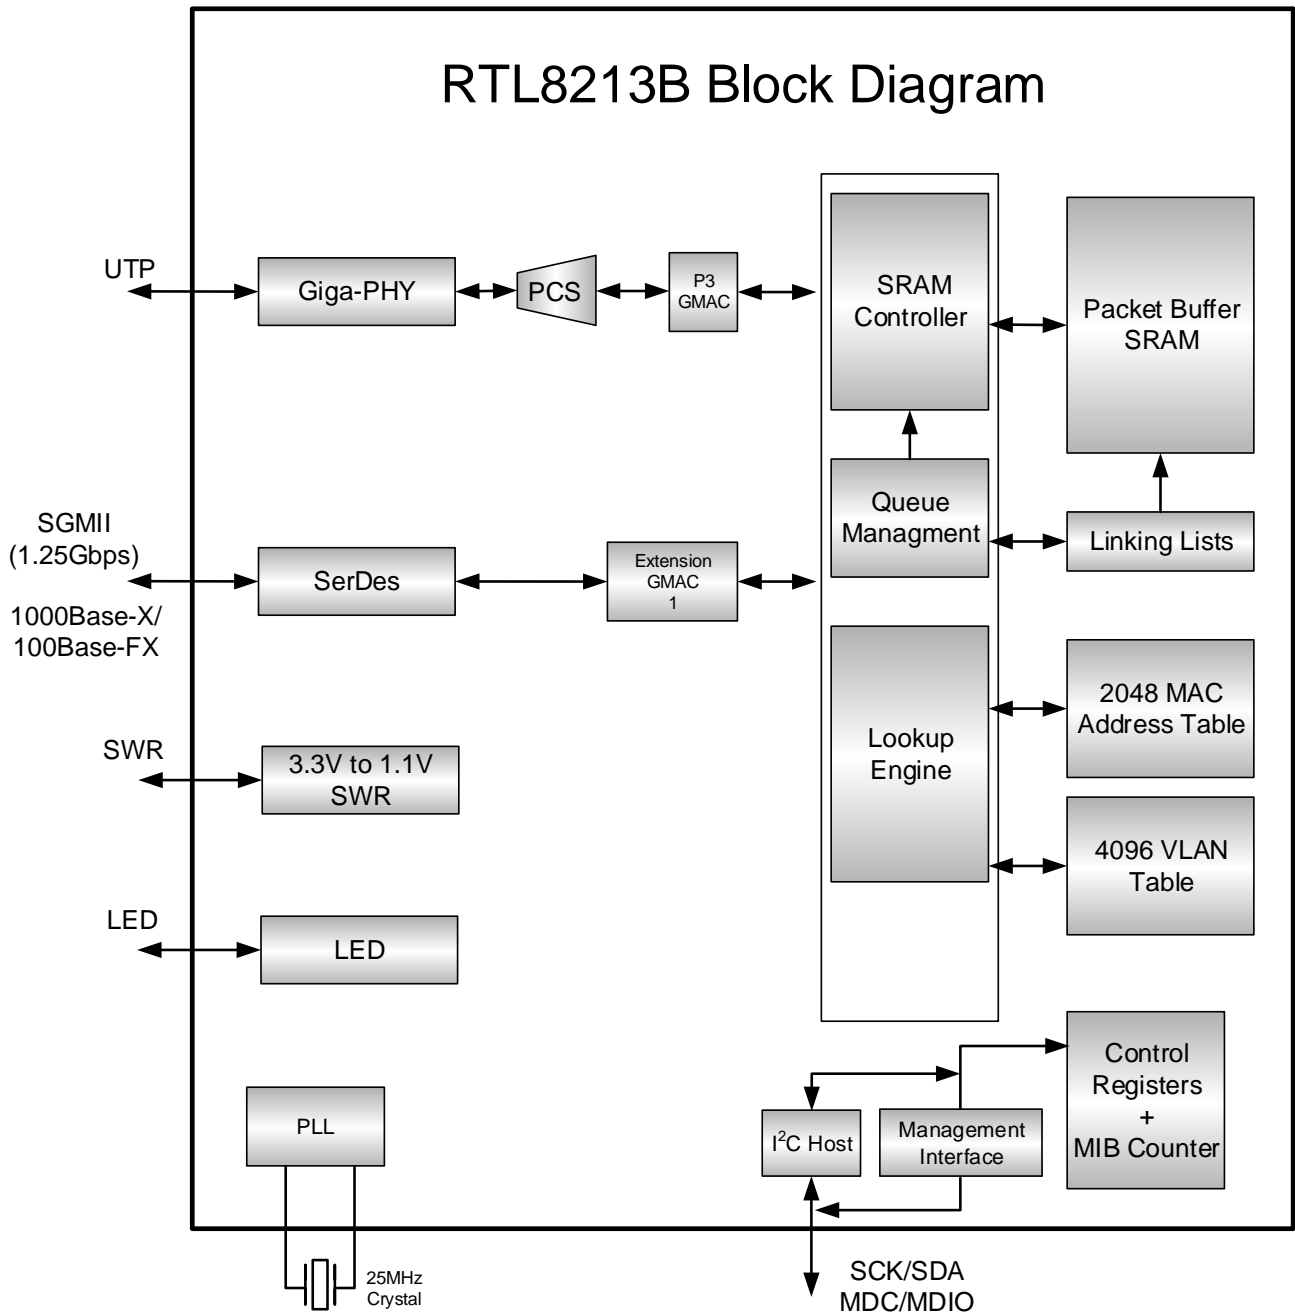 RTL8213B Block Diagram
UTP
Giga-PHY
PCS
P3
GMAC
SRAM
Controller
Packet Buffer
SRAM
Queue
Managment
Linking Lists
SGMII
(1.25Gbps)
1000Base-X/
100Base-FX
SerDes
Extension
GMAC
1
Lookup
Engine
2048 MAC
Address Table
4096 VLAN
Table
SWR
3.3V to 1.1V
SWR
LED
LED
PLL
25MHz
Crystal
I²C Host
Management
Interface
Control
Registers
+
MIB Counter
SCK/SDA
MDC/MDIO